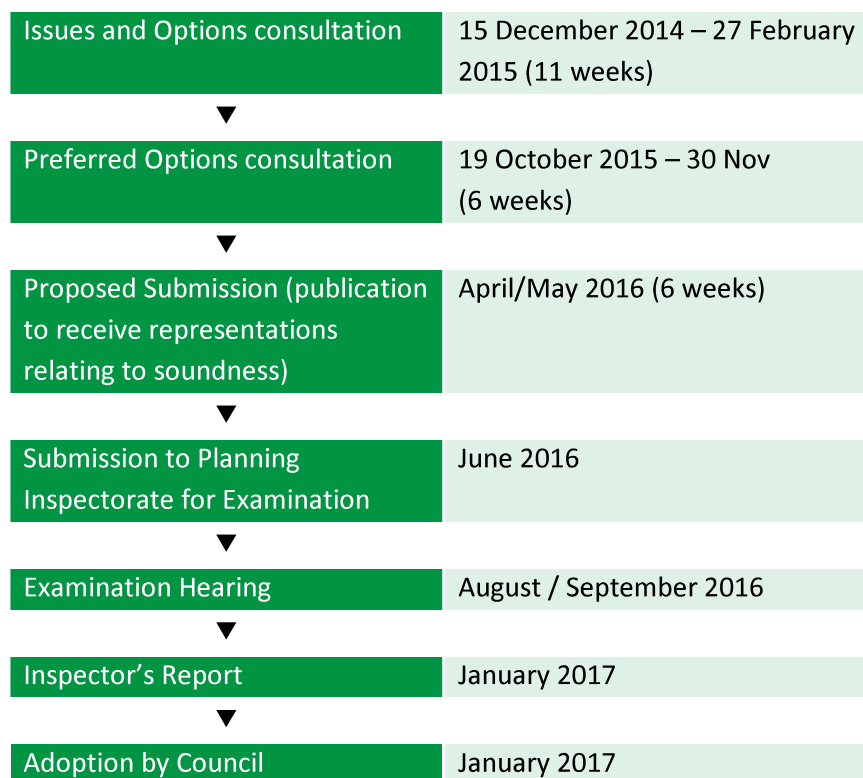 Issues and Options consultation
15 December 2014 – 27 February
2015 (11 weeks)
Preferred Options consultation
19 October 2015 – 30 Nov
(6 weeks)
Proposed Submission (publication
to receive representations
relating to soundness)
April/May 2016 (6 weeks)
Submission to Planning
Inspectorate for Examination
June 2016
Examination Hearing
August / September 2016
Inspector’s Report
January 2017
Adoption by Council
January 2017